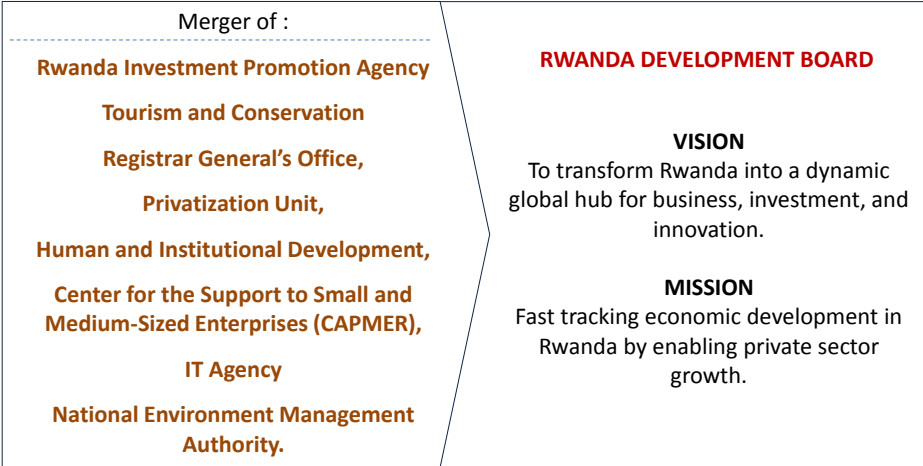 Merger of :
Rwanda Investment Promotion Agency
Tourism and Conservation
Registrar General’s Office,
Privatization Unit,
Human and Institutional Development,
Center for the Support to Small and
Medium-Sized Enterprises (CAPMER),
IT Agency
National Environment Management
Authority.
RWANDA DEVELOPMENT BOARD
VISION
To transform Rwanda into a dynamic
global hub for business, investment, and
innovation.
MISSION
Fast tracking economic development in
Rwanda by enabling private sector
growth.